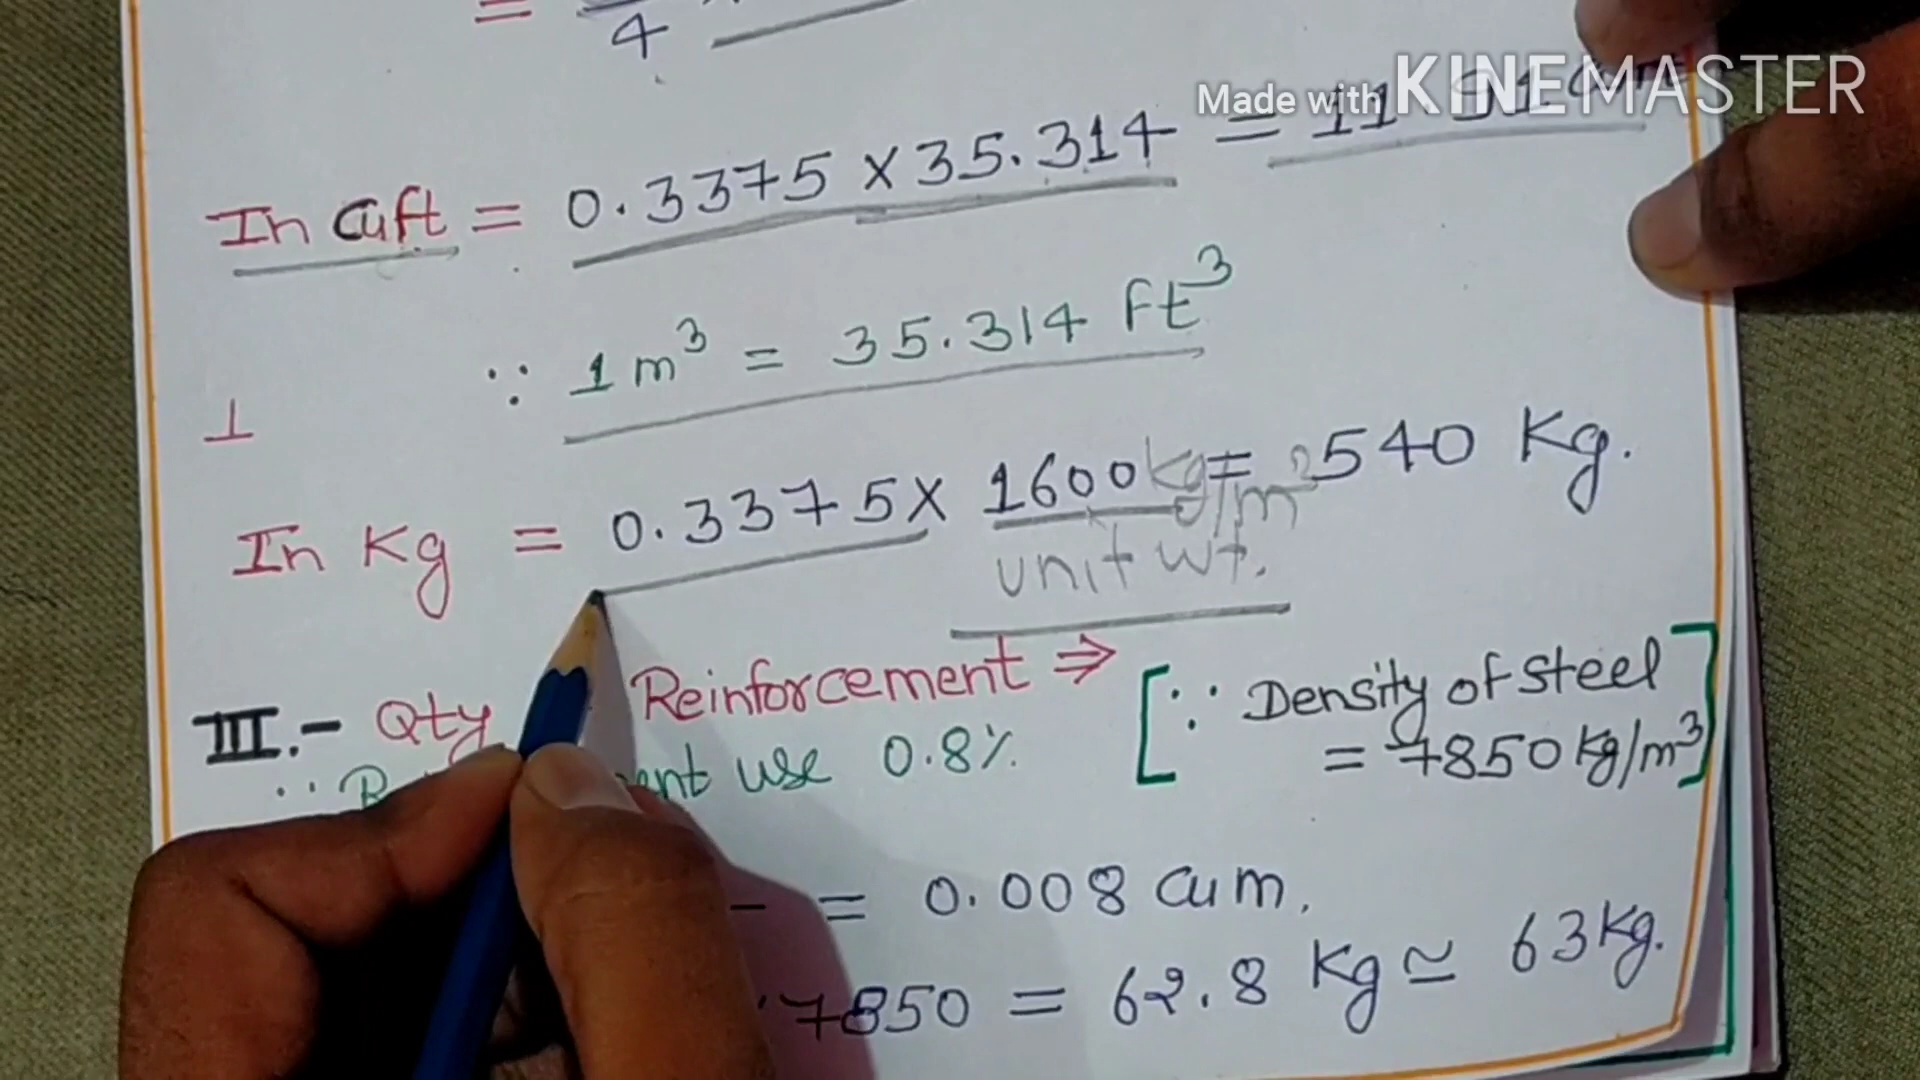 = 4
Made with KINEMASTER
In Cuft = 0.3375 x 35.314 = 11.91
∵ 1m³ = 35.314 ft³
In Kg = 0.3375 x 1600 kg/m³ = 540 Kg.
unit wt.
III.- Qty Reinforcement ⇒
[∵ Density of steel
= 7850 Kg/m³]
∵ use 0.8%
= 0.008 Cum.
7850 = 62.8 Kg ≃ 63 Kg.